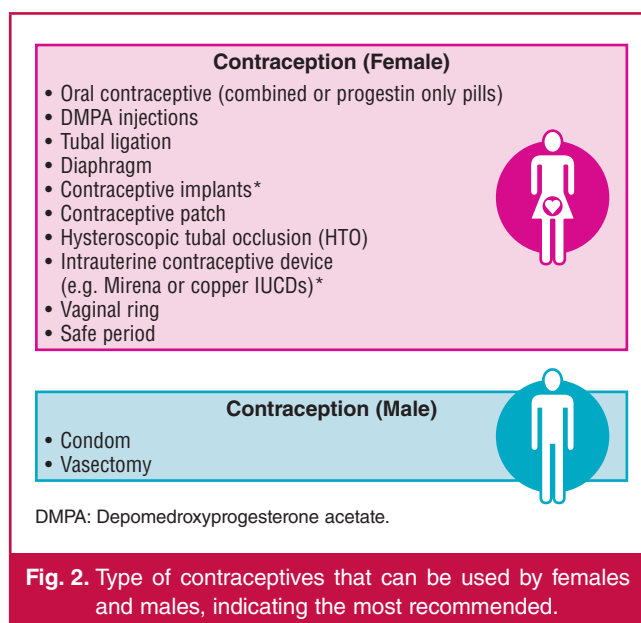 Contraception (Female)
• Oral contraceptive (combined or progestin only pills)
• DMPA injections
• Tubal ligation
• Diaphragm
• Contraceptive implants*
• Contraceptive patch
• Hysteroscopic tubal occlusion (HTO)
• Intrauterine contraceptive device
(e.g. Mirena or copper IUCDs)*
• Vaginal ring
• Safe period
Contraception (Male)
• Condom
• Vasectomy
DMPA: Depomedroxyprogesterone acetate.
Fig. 2. Type of contraceptives that can be used by females
and males, indicating the most recommended.